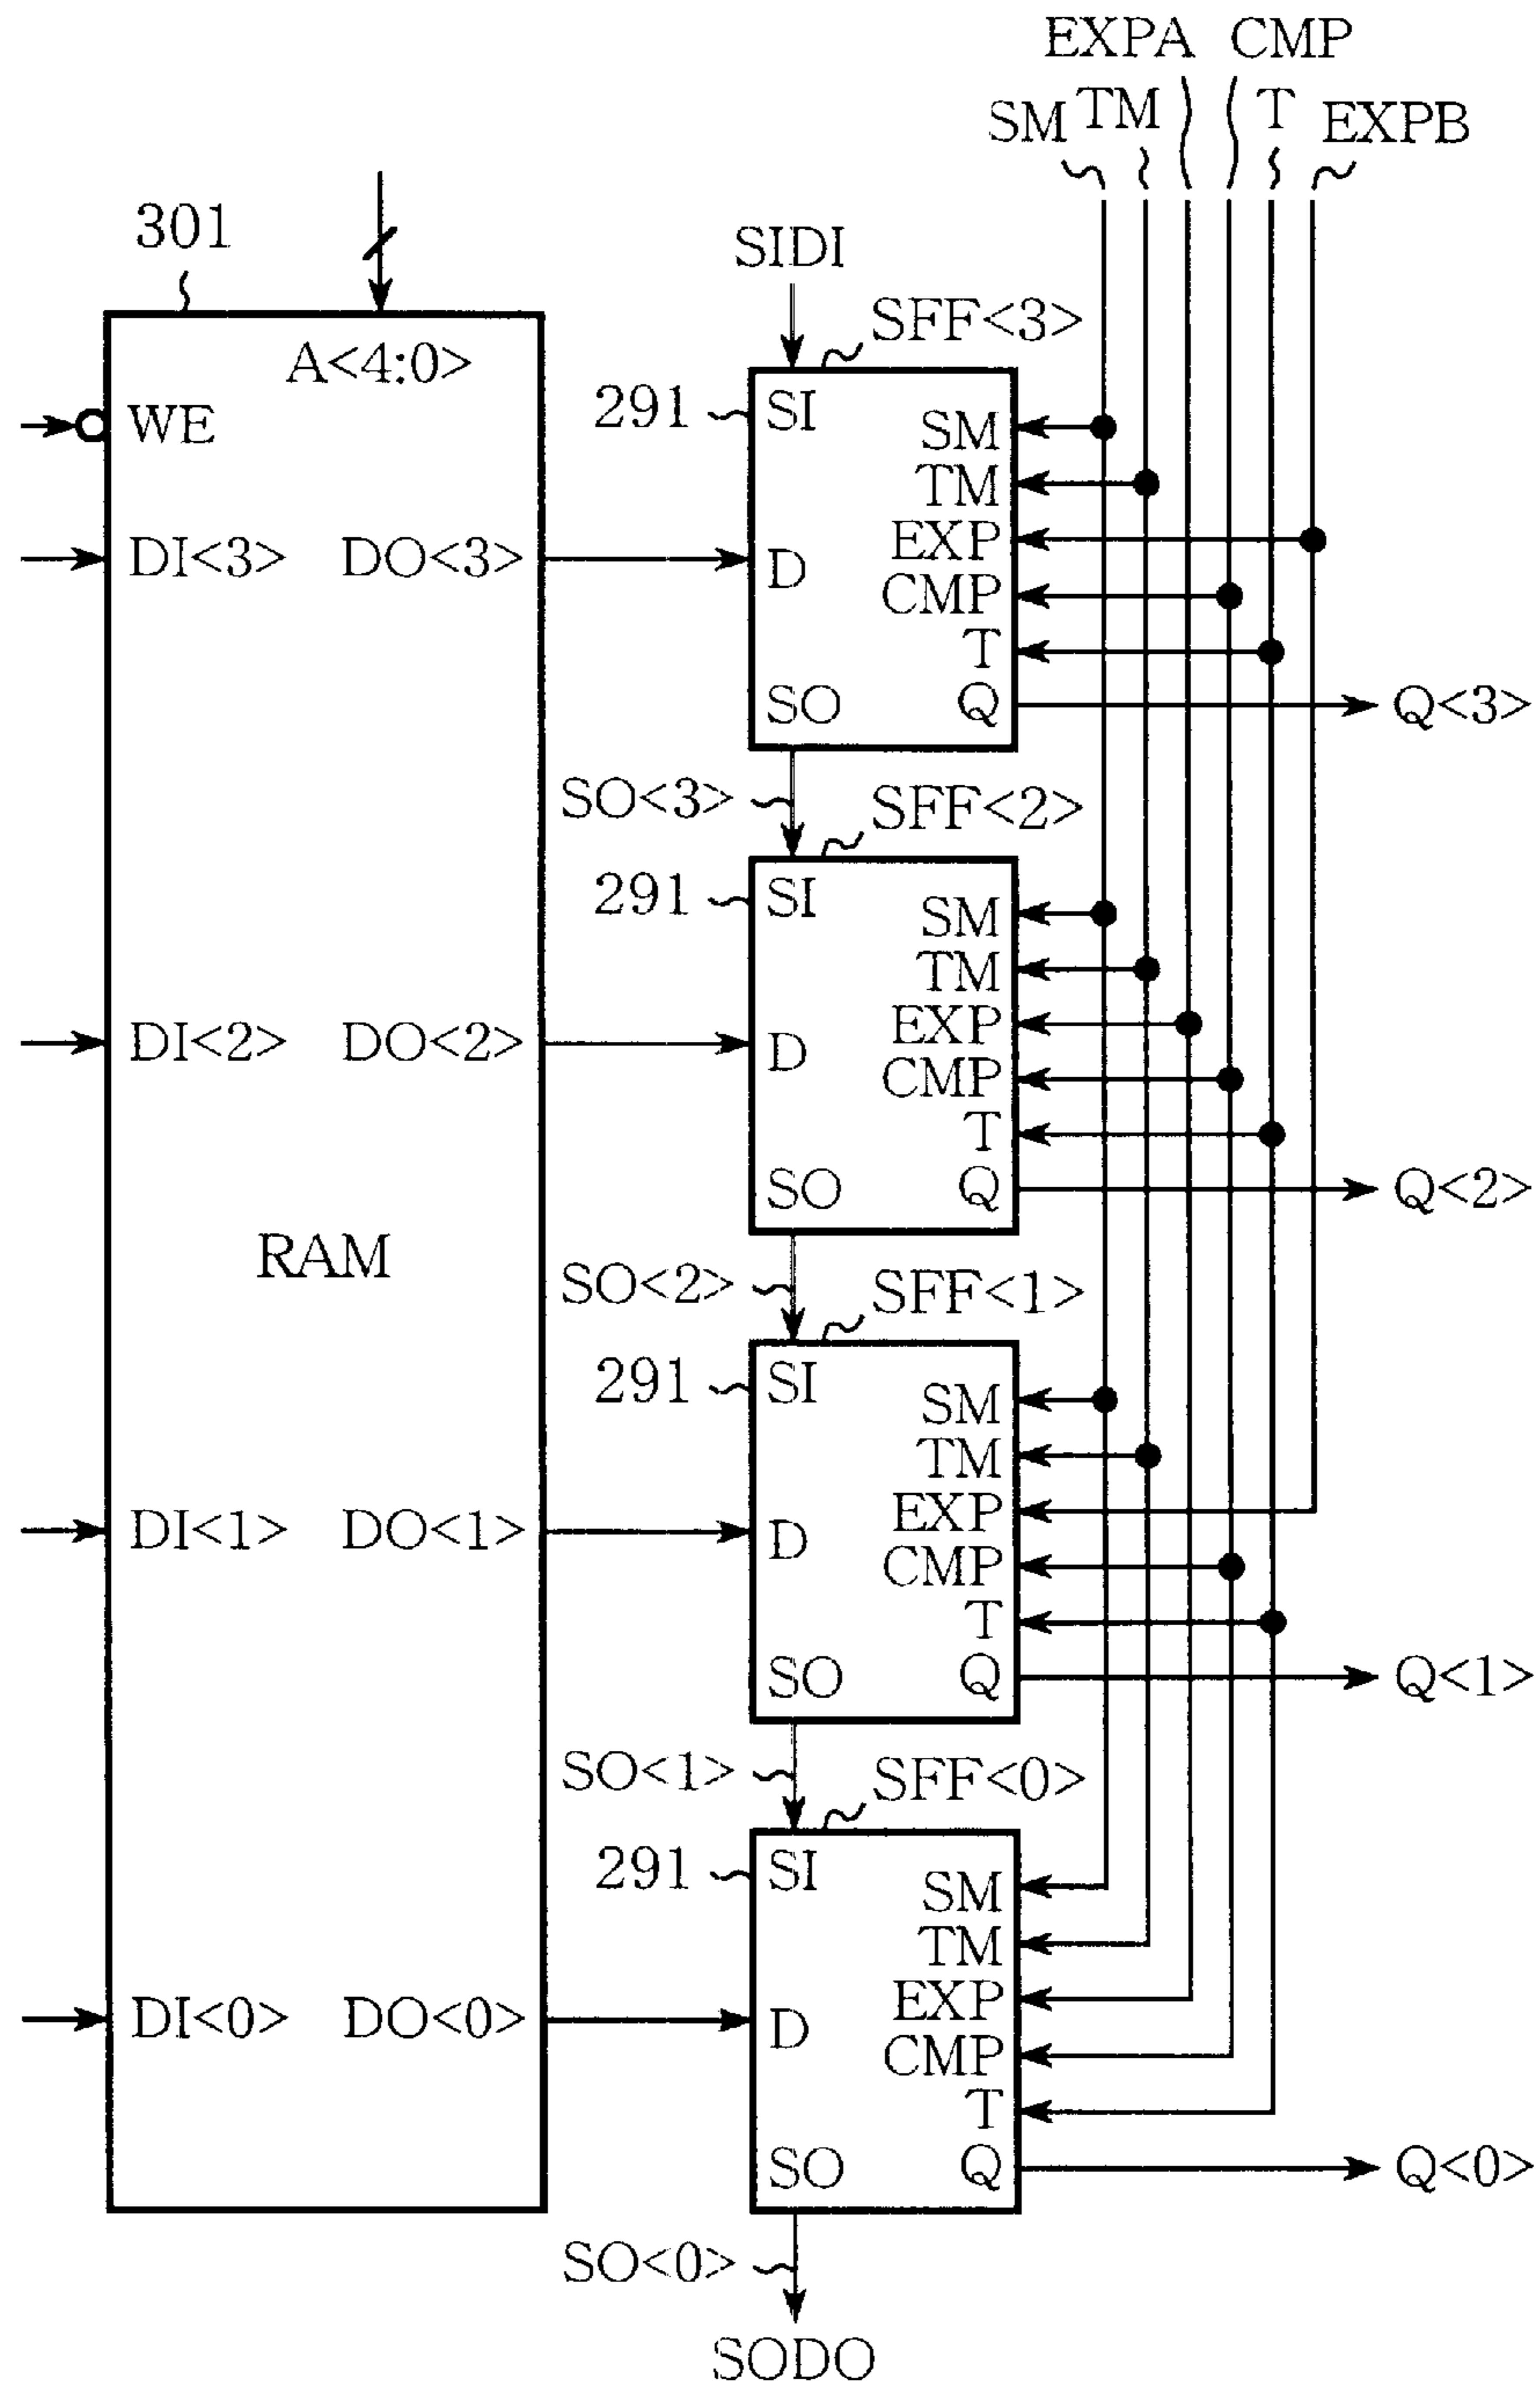 EXPA CMP
SM TM T EXPB
301
SIDI
A<4:0>
SFF<3>
WE
291
SI
SM
TM
EXP
DI<3> DO<3>
D
CMP
T
SO
Q
Q<3>
SO<3>
SFF<2>
291
SI
SM
TM
EXP
DI<2> DO<2>
D
CMP
T
SO
Q
Q<2>
RAM
SO<2>
SFF<1>
291
SI
SM
TM
EXP
DI<1> DO<1>
D
CMP
T
SO
Q
Q<1>
SO<1>
SFF<0>
291
SI
SM
TM
EXP
DI<0> DO<0>
D
CMP
T
SO
Q
Q<0>
SO<0>
SODO